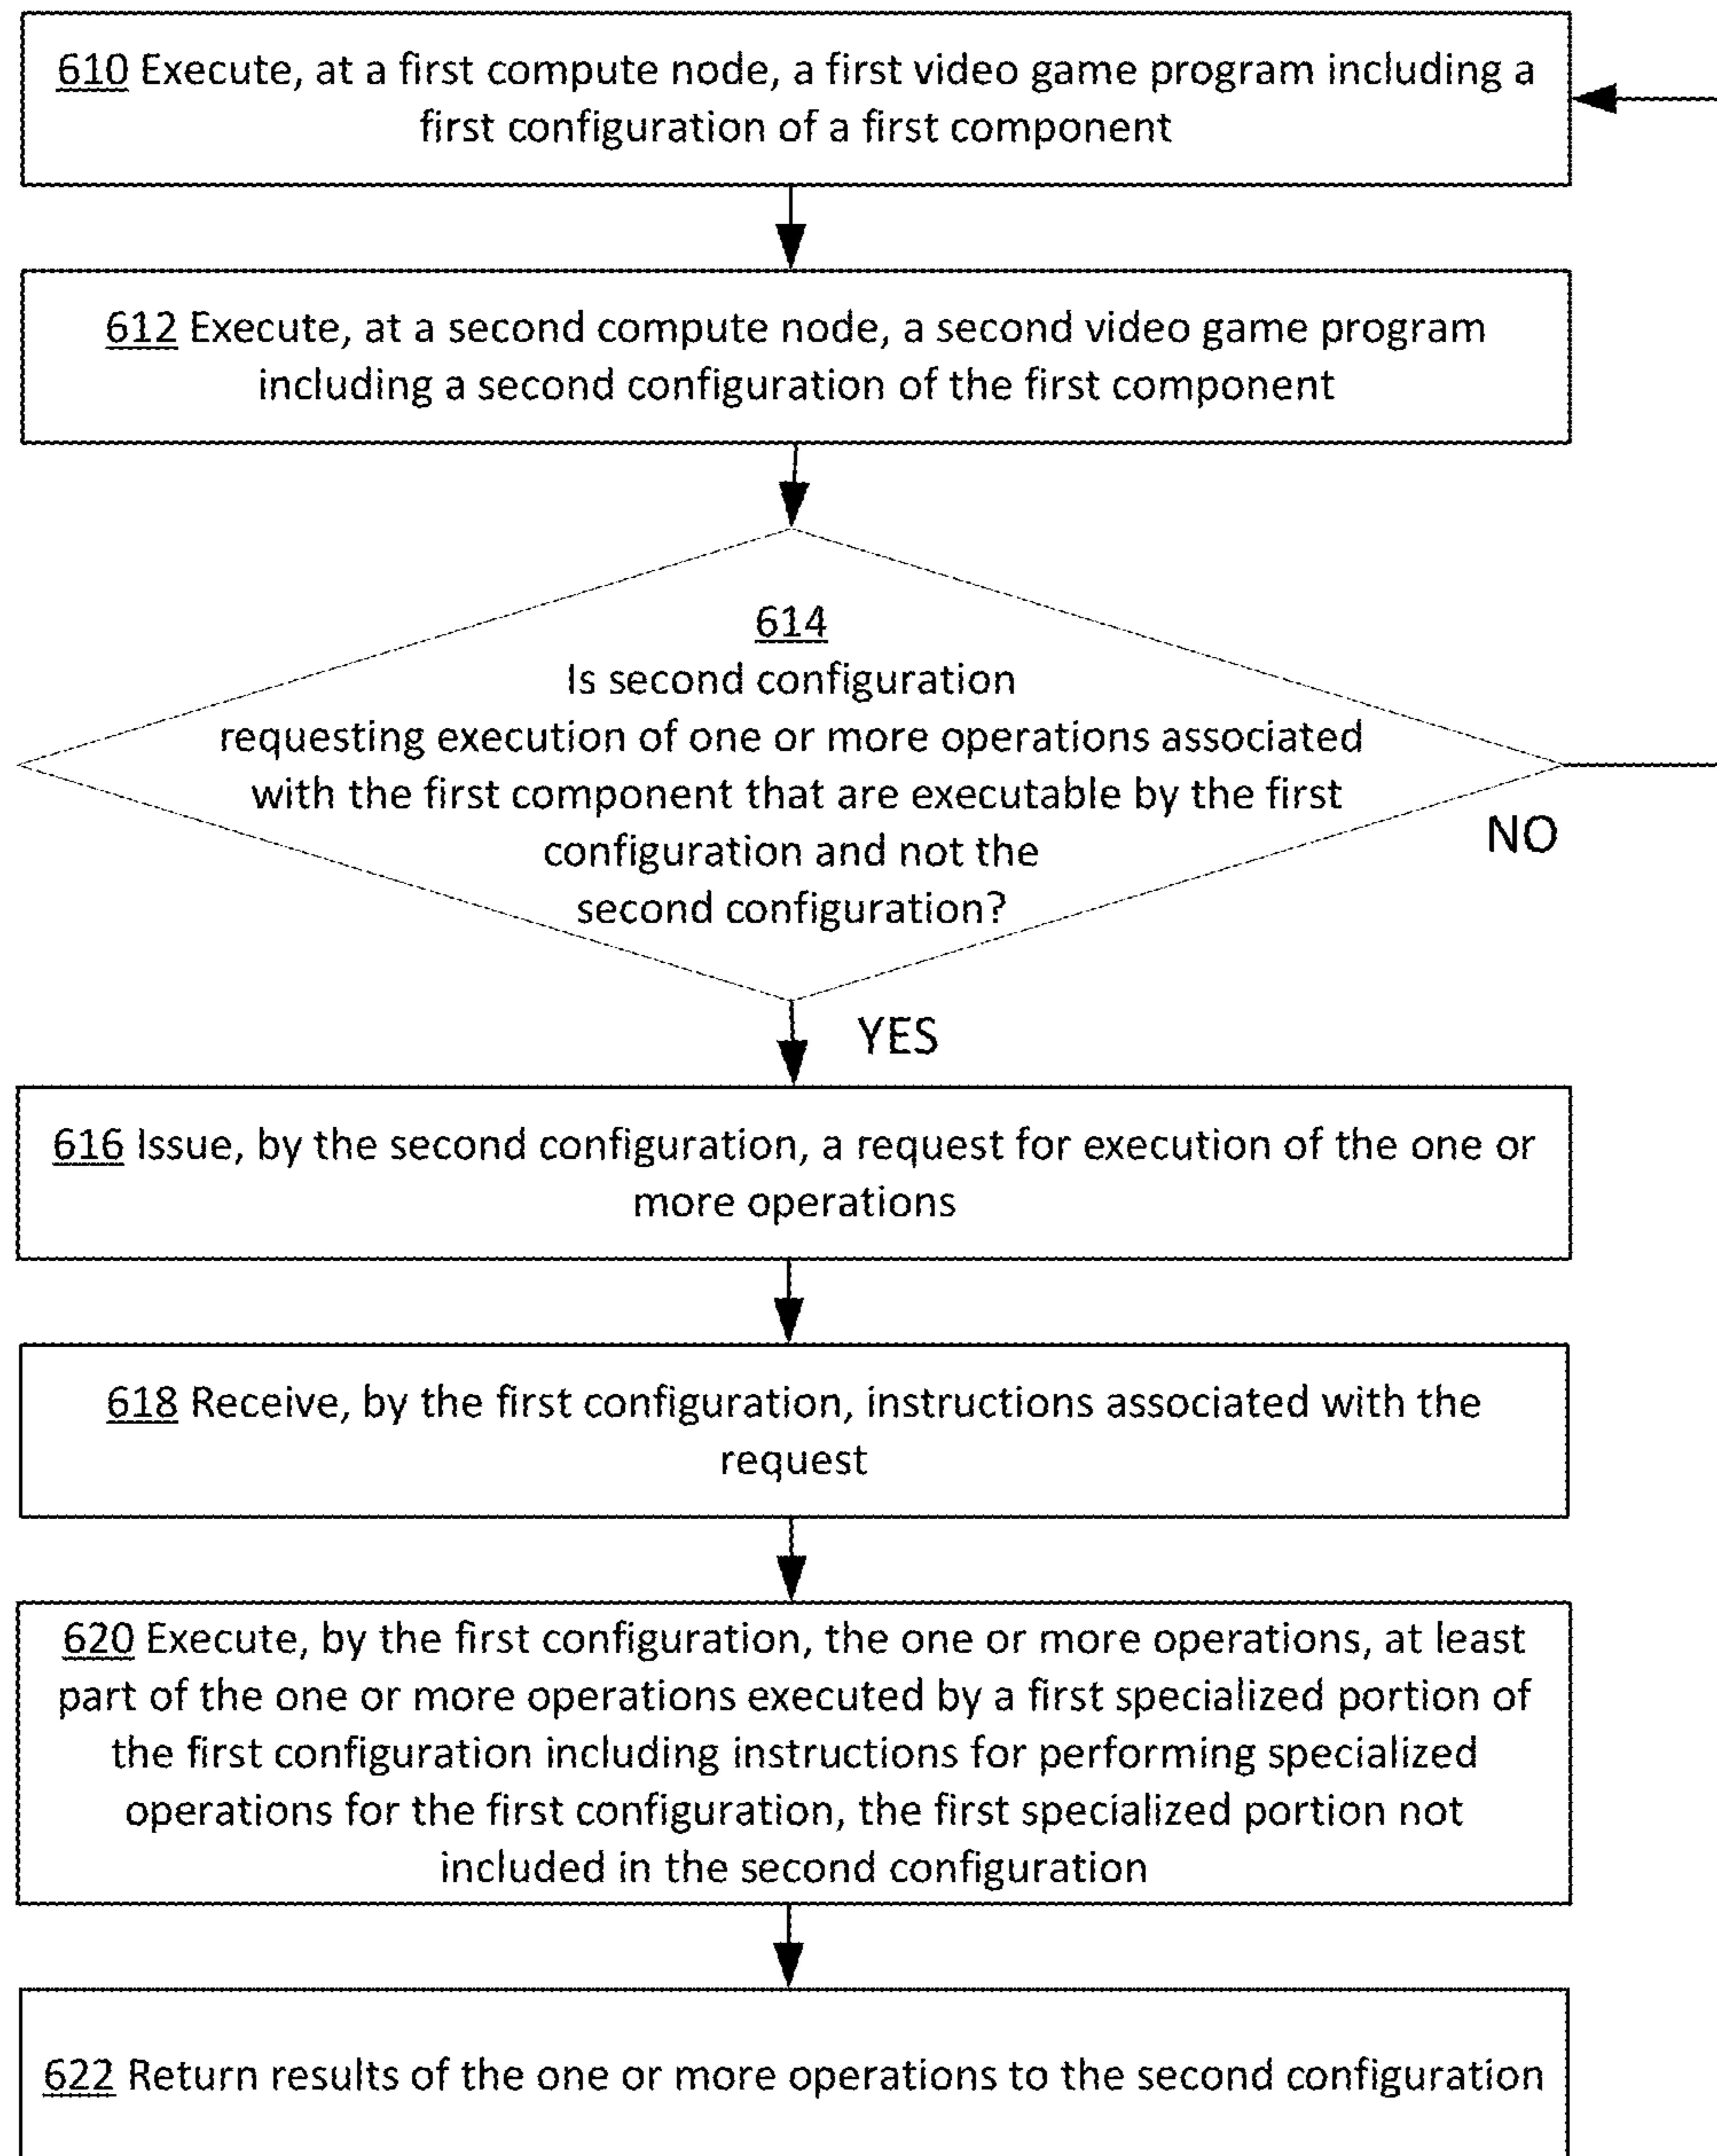 610 Execute, at a first compute node, a first video game program including a
first configuration of a first component
612 Execute, at a second compute node, a second video game program
including a second configuration of the first component
614
Is second configuration
requesting execution of one or more operations associated
with the first component that are executable by the first
configuration and not the
second configuration?
NO
YES
616 Issue, by the second configuration, a request for execution of the one or
more operations
618 Receive, by the first configuration, instructions associated with the
request
620 Execute, by the first configuration, the one or more operations, at least
part of the one or more operations executed by a first specialized portion of
the first configuration including instructions for performing specialized
operations for the first configuration, the first specialized portion not
included in the second configuration
622 Return results of the one or more operations to the second configuration